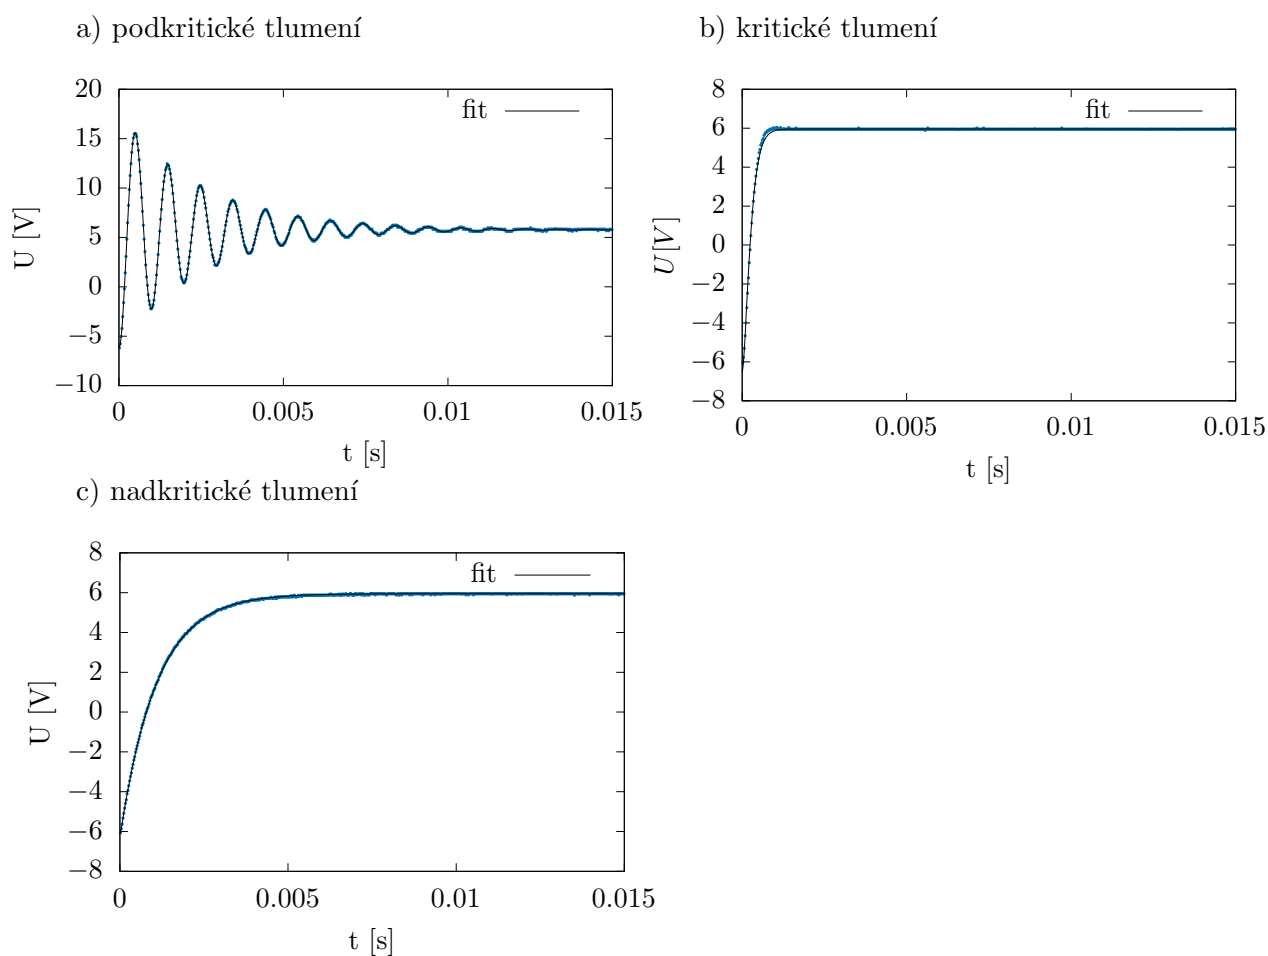 a) podkritické tlumení
20
15
10
5
0
−5
−10
U [V]
fit
0 0.005 0.01 0.015
t [s]
b) kritické tlumení
8
6
4
2
0
−2
−4
−6
−8
U[V]
fit
0 0.005 0.01 0.015
t [s]
c) nadkritické tlumení
8
6
4
2
0
−2
−4
−6
−8
U [V]
fit
0 0.005 0.01 0.015
t [s]